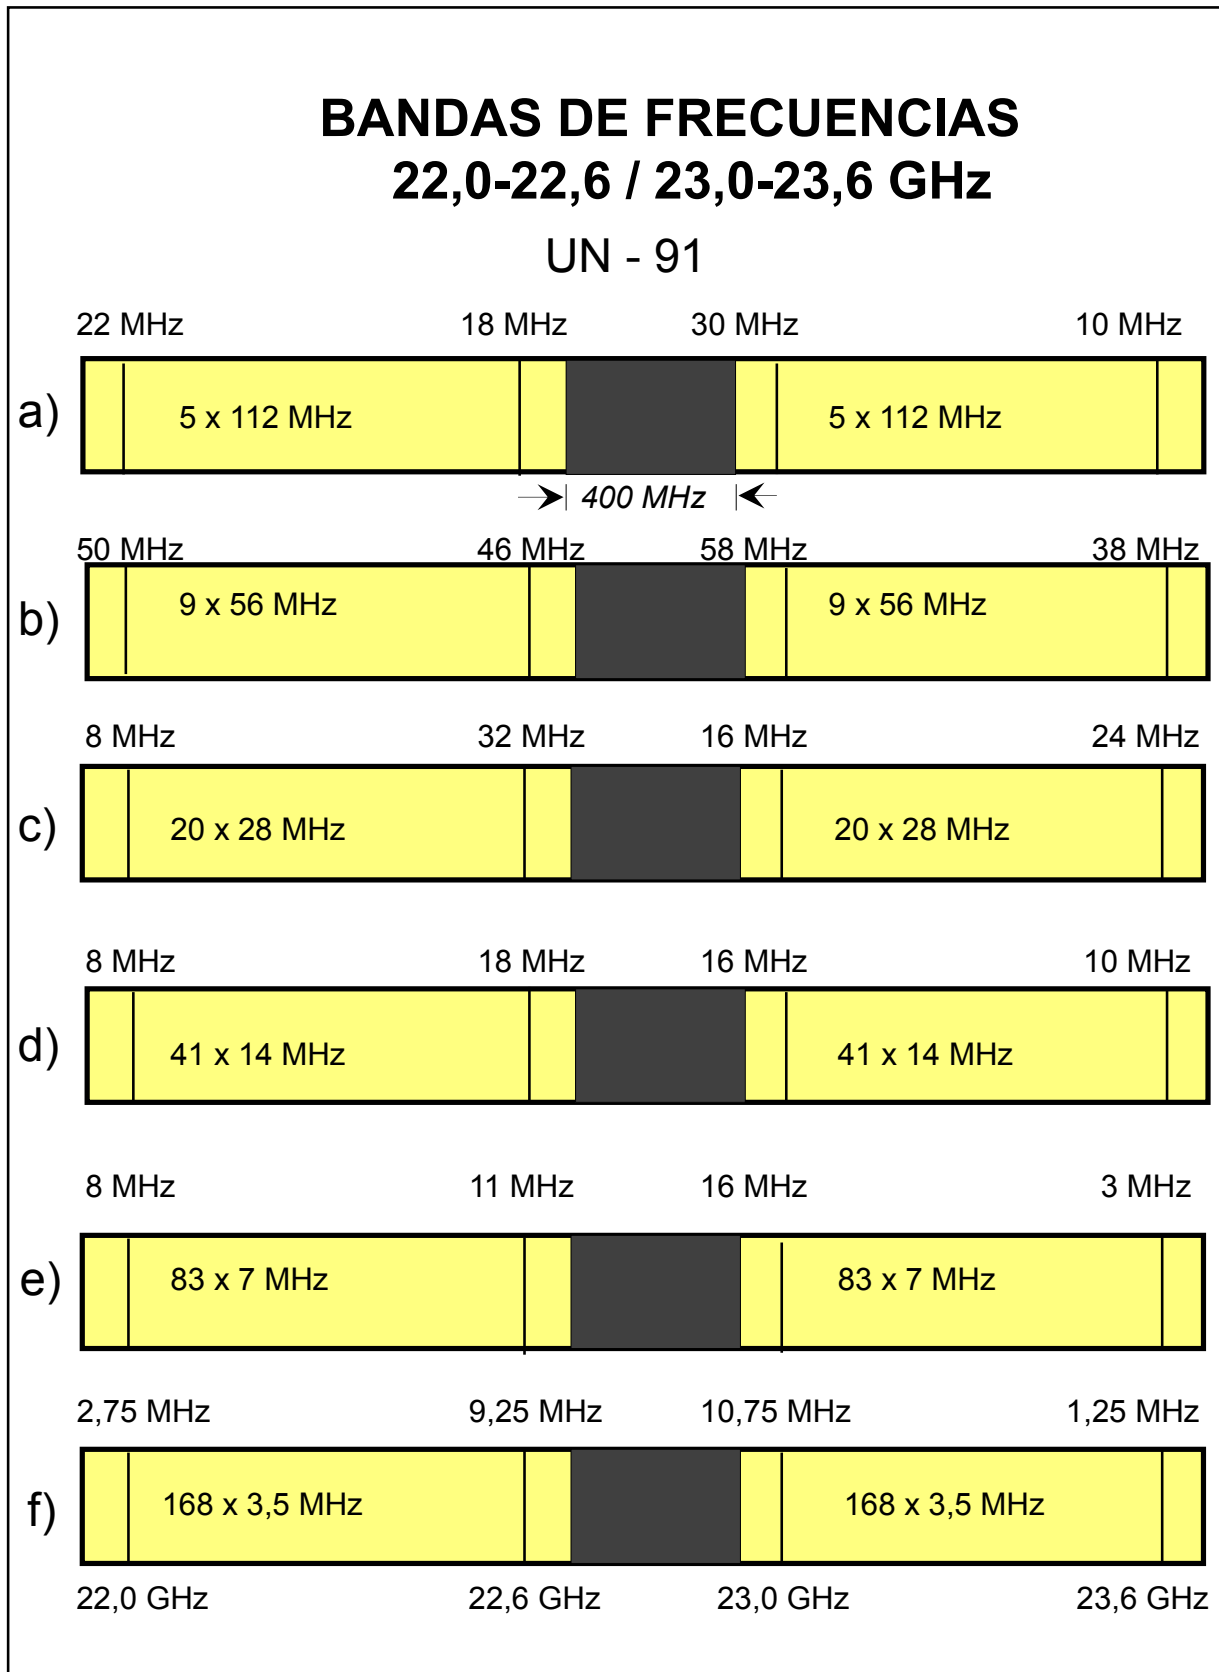 BANDAS DE FRECUENCIAS
22,0-22,6 / 23,0-23,6 GHz
UN - 91
22 MHz 18 MHz 30 MHz 10 MHz
a) 5 x 112 MHz 5 x 112 MHz
400 MHz
50 MHz 46 MHz 58 MHz 38 MHz
b) 9 x 56 MHz 9 x 56 MHz
8 MHz 32 MHz 16 MHz 24 MHz
c) 20 x 28 MHz 20 x 28 MHz
8 MHz 18 MHz 16 MHz 10 MHz
d) 41 x 14 MHz 41 x 14 MHz
8 MHz 11 MHz 16 MHz 3 MHz
e) 83 x 7 MHz 83 x 7 MHz
2,75 MHz 9,25 MHz 10,75 MHz 1,25 MHz
f) 168 x 3,5 MHz 168 x 3,5 MHz
22,0 GHz 22,6 GHz 23,0 GHz 23,6 GHz